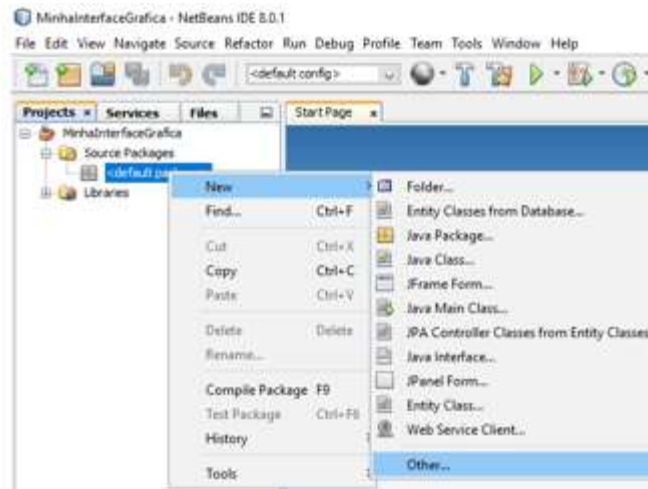 MinhaInterfaceGrafica - NetBeans IDE 8.0.1
File Edit View Navigate Source Refactor Run Debug Profile Team Tools Window Help
<default config>
Projects Services Files Start Page
MinhaInterfaceGrafica
Source Packages
<default
Libraries
New
Find... Ctrl+F
Cut Ctrl+X
Copy Ctrl+C
Paste Ctrl+V
Delete Delete
Rename...
Compile Package F9
Test Package Ctrl+F6
History
Tools
Folder...
Entity Classes from Database...
Java Package...
Java Class...
JFrame Form...
Java Main Class...
JPA Controller Classes from Entity Classes
Java Interface...
JPanel Form...
Entity Class...
Web Service Client...
Other...